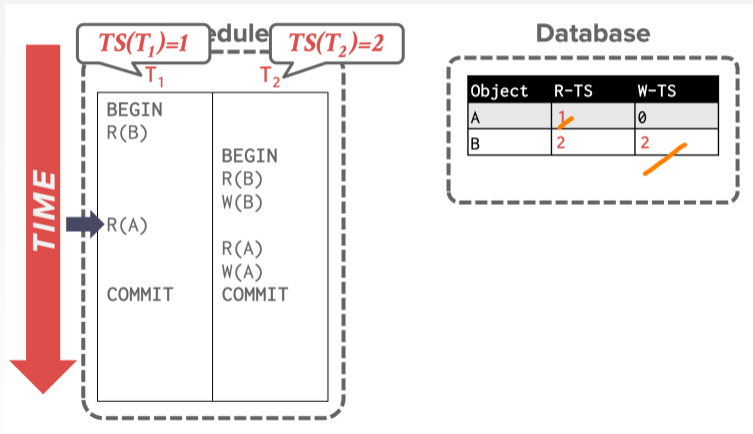 TS(T1)=1
edule
TS(T2)=2
Database
T1
T2
Object R-TS W-TS
A 1 0
B 2 2
TIME
BEGIN
R(B)
BEGIN
R(B)
W(B)
R(A)
R(A)
W(A)
COMMIT COMMIT